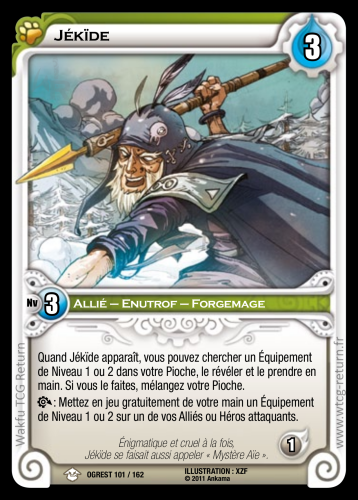 Jékïde
3
Nv 3 Allié – Enutrof – Forgemage
Quand Jékïde apparaît, vous pouvez chercher un Équipement
de Niveau 1 ou 2 dans votre Pioche, le révéler et le prendre en
main. Si vous le faites, mélangez votre Pioche.
: Mettez en jeu gratuitement de votre main un Équipement
de Niveau 1 ou 2 sur un de vos Alliés ou Héros attaquants.
Énigmatique et cruel à la fois,
Jékïde se faisait aussi appeler « Mystère Aïe ».
1
OGREST 101 / 162
ILLUSTRATION : XZF
© 2011 Ankama
Wakfu TCG Return
www.wtcg-return.fr